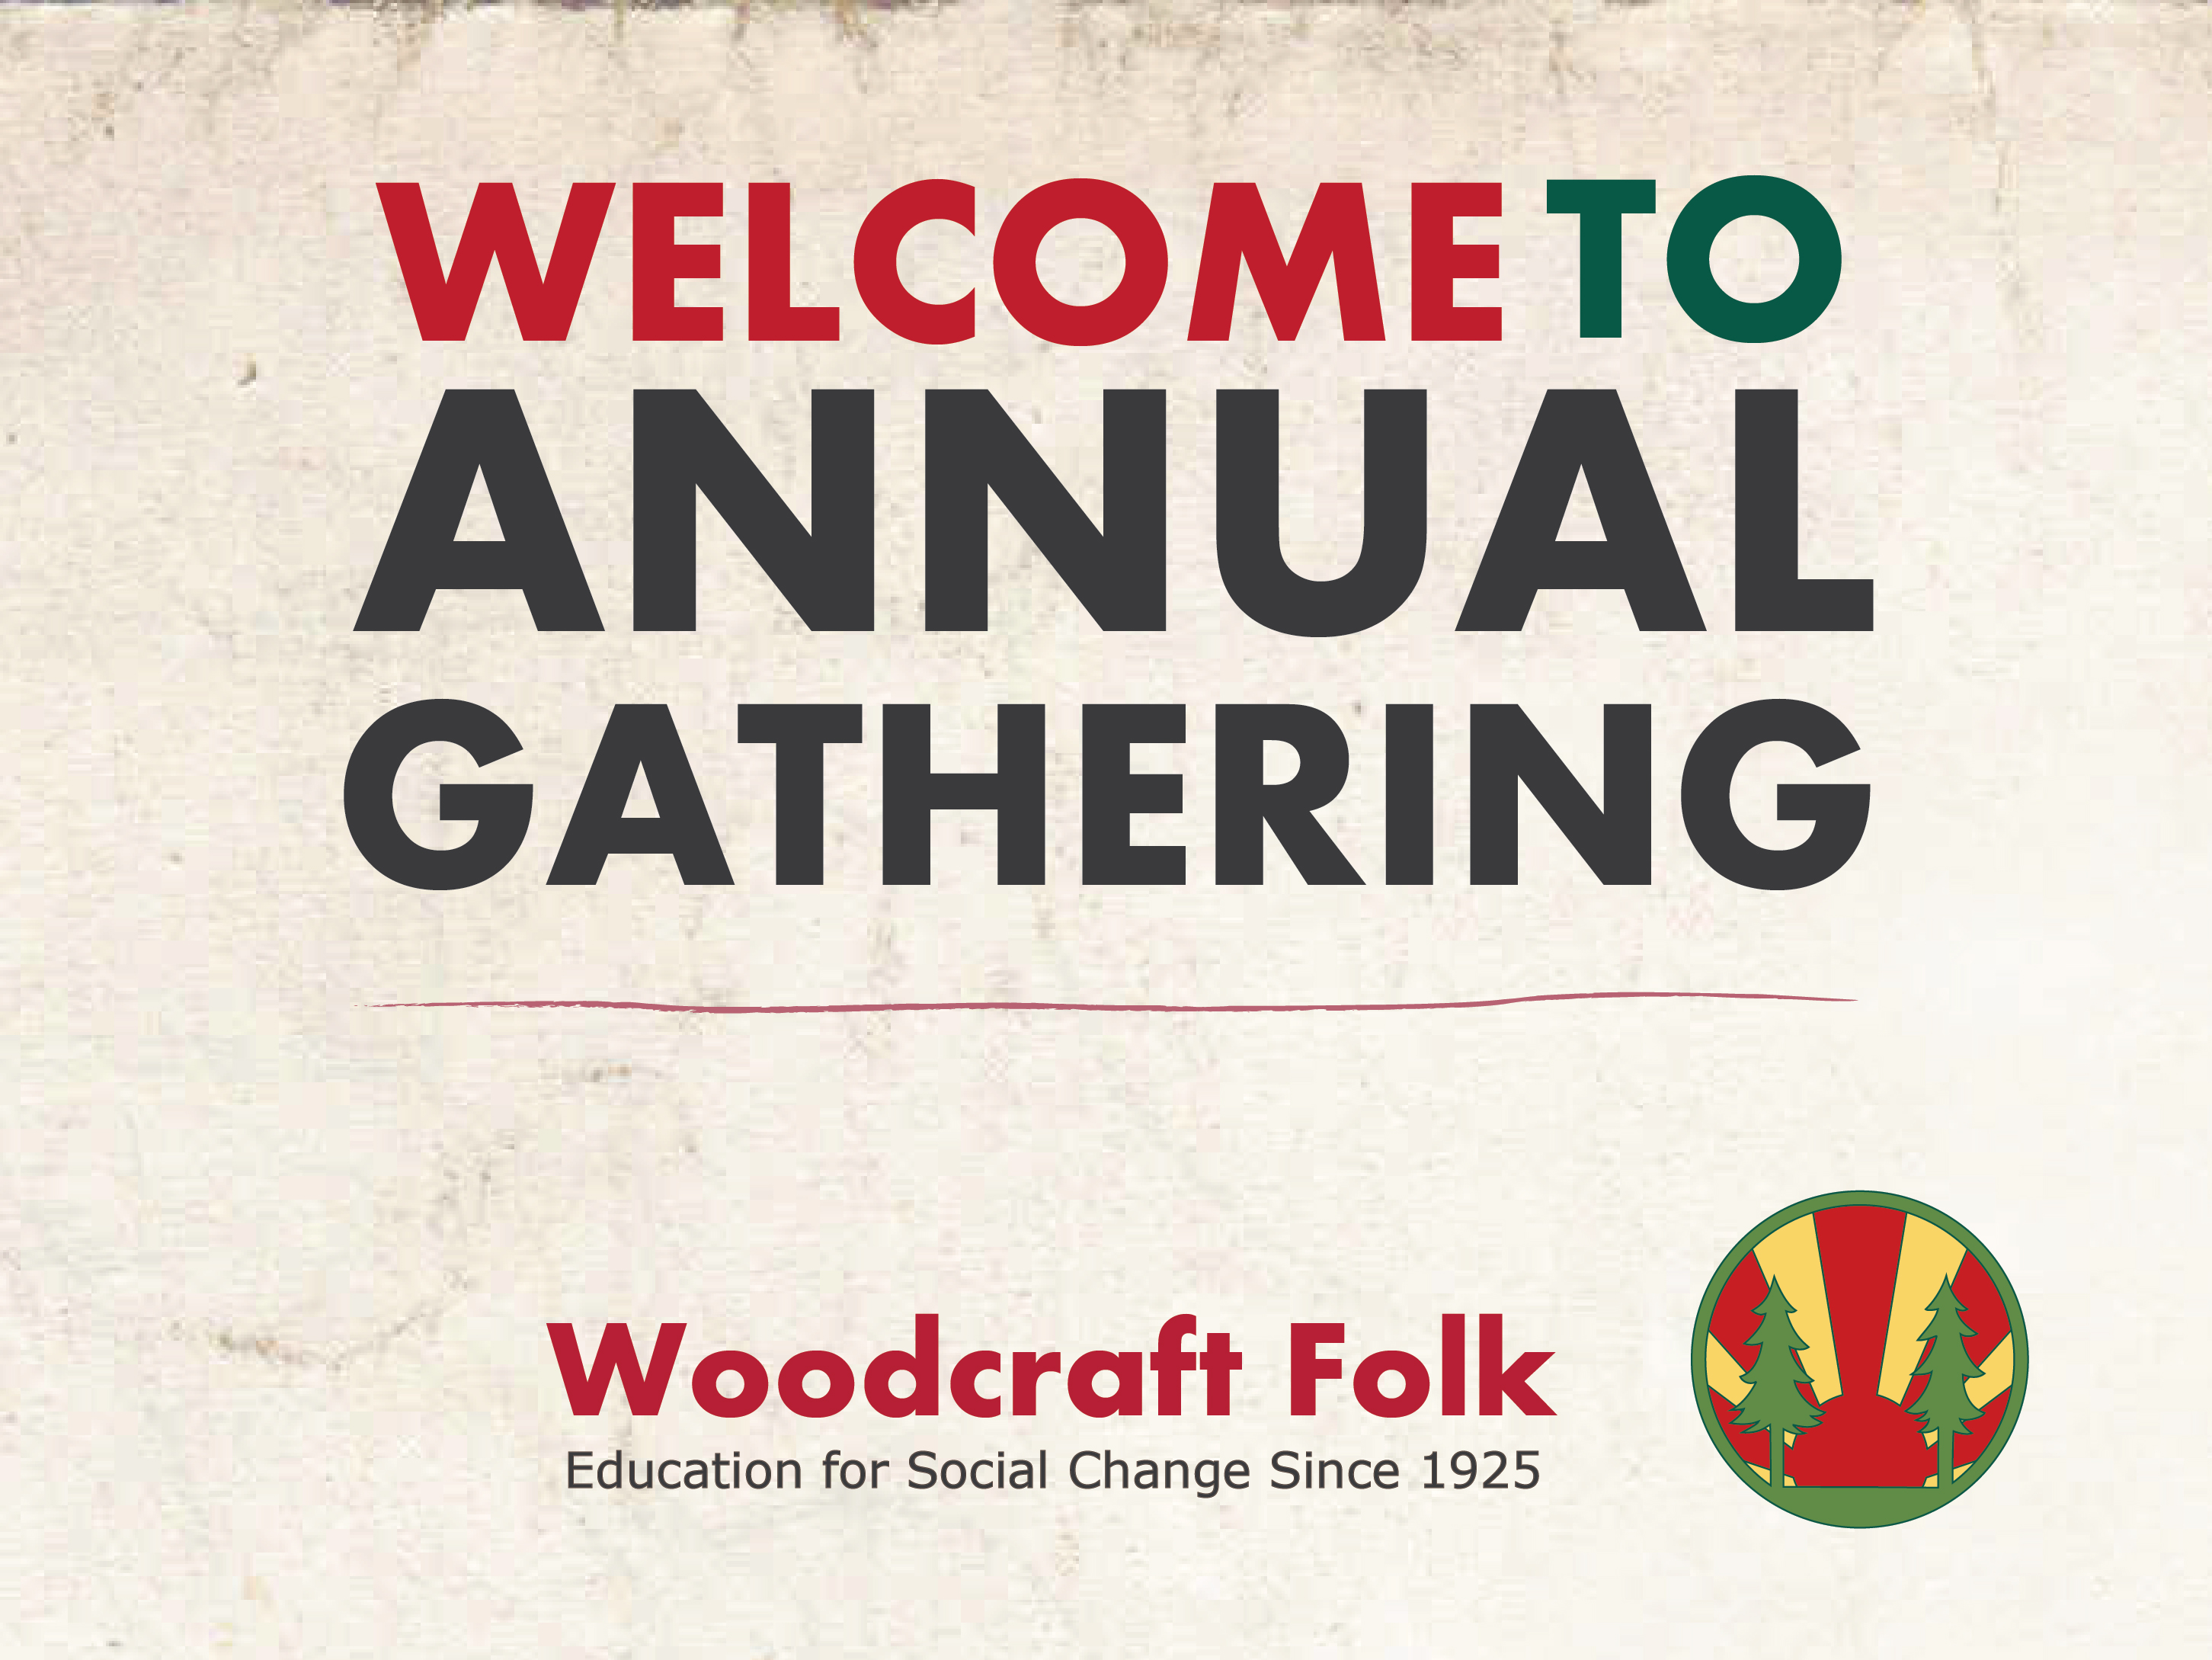 WELCOME TO
ANNUAL
GATHERING
Woodcraft Folk
Education for Social Change Since 1925